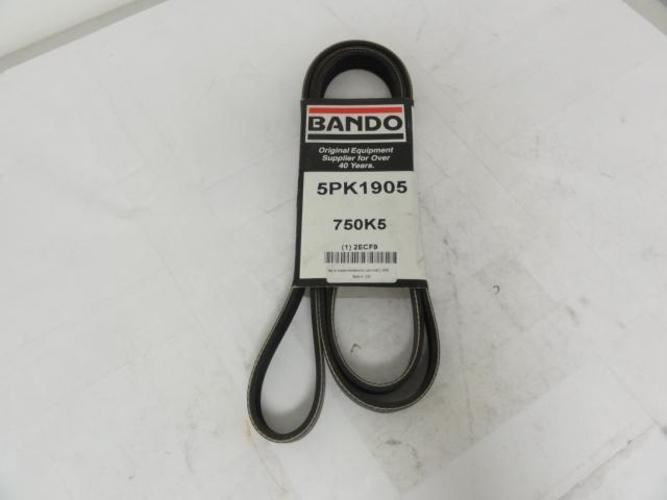 BANDO
Original Equipment
Supplier for Over
40 Years.
5PK1905
750K5
(1) 2ECF9